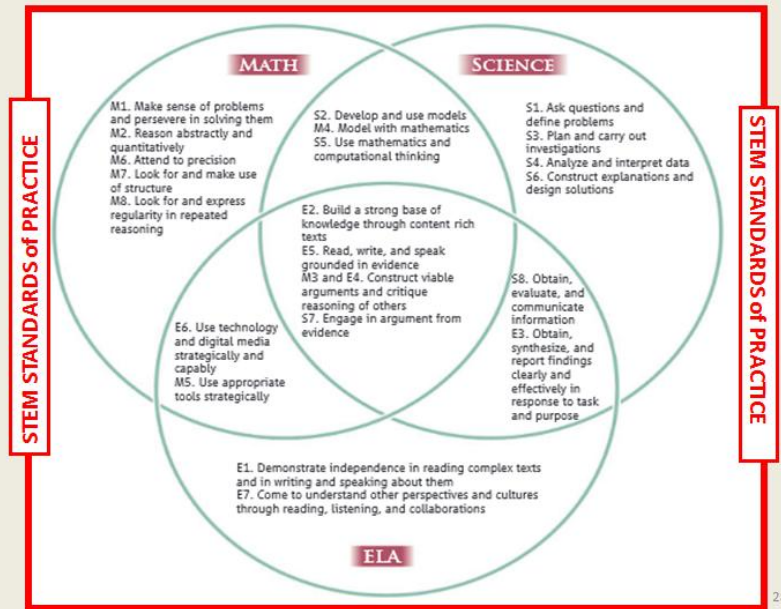 MATH
SCIENCE
STEM STANDARDS of PRACTICE
M1. Make sense of problems
and persevere in solving them
M2. Reason abstractly and
quantitatively
M6. Attend to precision
M7. Look for and make use
of structure
M8. Look for and express
regularity in repeated
reasoning
S2. Develop and use models
M4. Model with mathematics
S5. Use mathematics and
computational thinking
S1. Ask questions and
define problems
S3. Plan and carry out
investigations
S4. Analyze and interpret data
S6. Construct explanations and
design solutions
STEM STANDARDS of PRACTICE
E2. Build a strong base of
knowledge through content rich
texts
E5. Read, write, and speak
grounded in evidence
M3 and E4. Construct viable
arguments and critique
reasoning of others
S7. Engage in argument from
evidence
E6. Use technology
and digital media
strategically and
capably
M5. Use appropriate
tools strategically
S8. Obtain,
evaluate, and
communicate
information
E3. Obtain,
synthesize, and
report findings
clearly and
effectively in
response to task
and purpose
E1. Demonstrate independence in reading complex texts
and in writing and speaking about them
E7. Come to understand other perspectives and cultures
through reading, listening, and collaborations
ELA
2